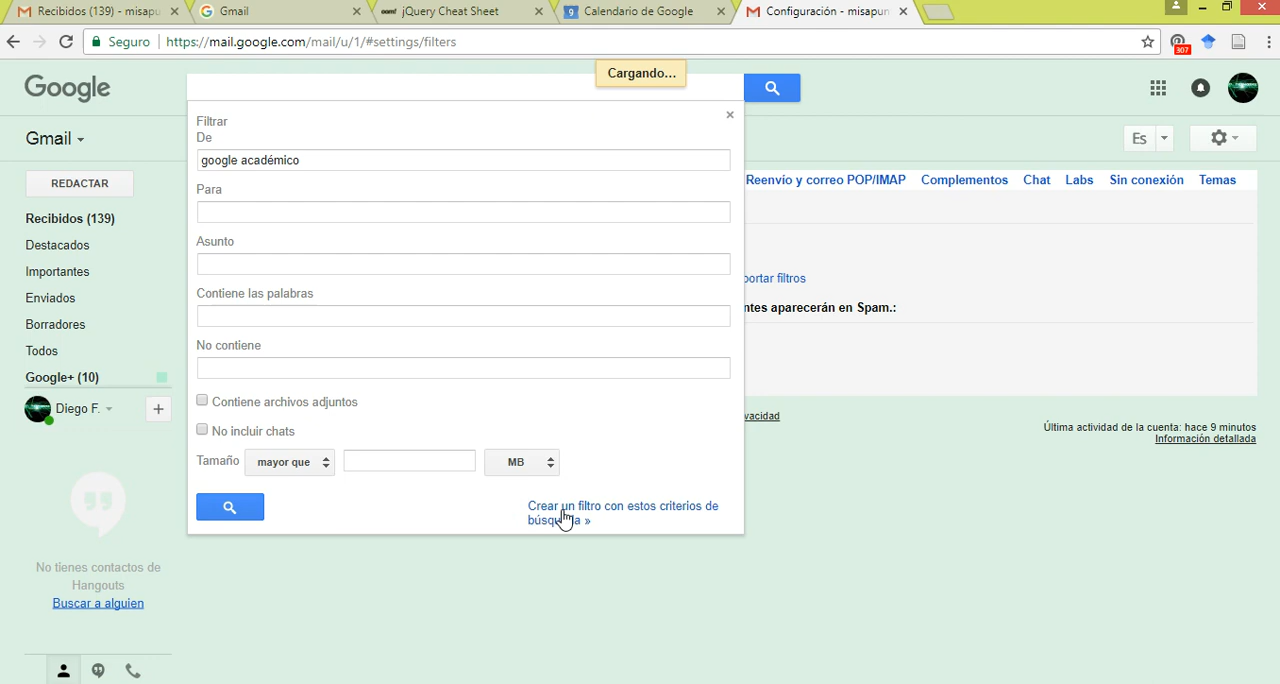 Recibidos (139) - misapu
Gmail
jQuery Cheat Sheet
Calendario de Google
Configuración - misapun
Seguro
https://mail.google.com/mail/u/1/#settings/filters
307
Google
Cargando...
Filtrar
De
google académico
Para
Asunto
Contiene las palabras
No contiene
Contiene archivos adjuntos
No incluir chats
Tamaño
mayor que
MB
Crear un filtro con estos criterios de
búsqueda »
Gmail
Es
REDACTAR
Recibidos (139)
Destacados
Importantes
Enviados
Borradores
Todos
Google+ (10)
Diego F.
No tienes contactos de
Hangouts
Buscar a alguien
Reenvío y correo POP/IMAP Complementos Chat Labs Sin conexión Temas
portar filtros
ntes aparecerán en Spam.:
vacidad
Última actividad de la cuenta: hace 9 minutos
Información detallada